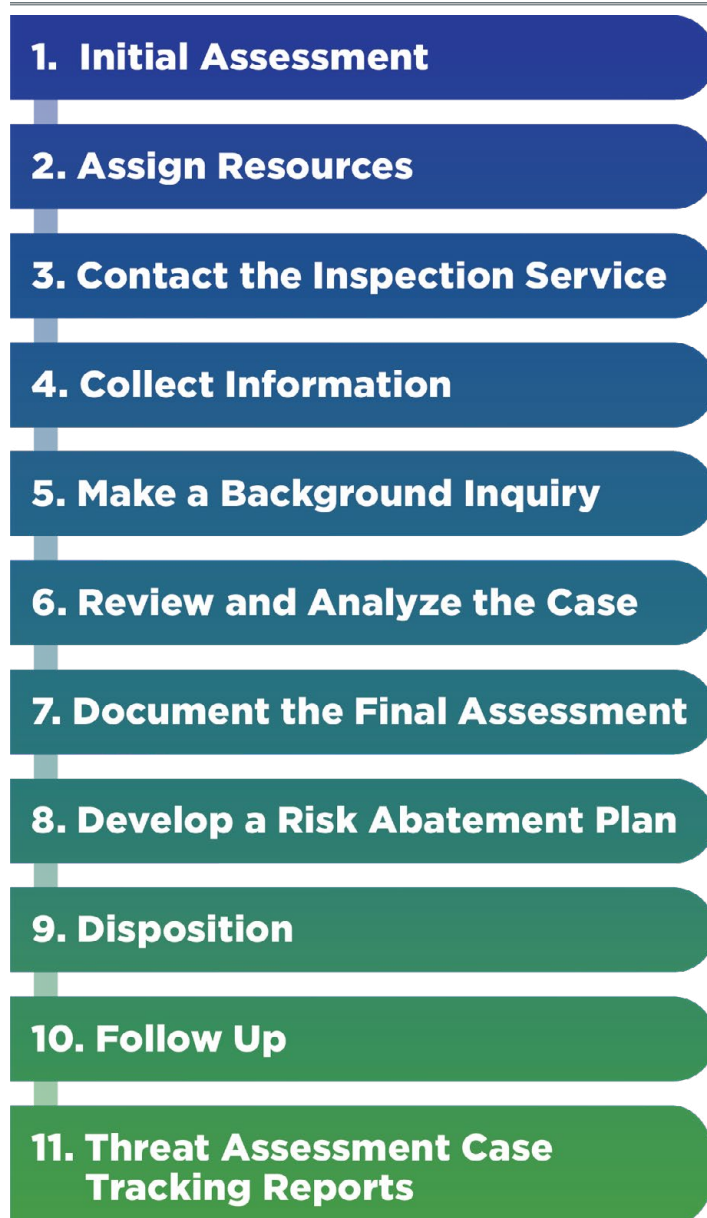 1. Initial Assessment
2. Assign Resources
3. Contact the Inspection Service
4. Collect Information
5. Make a Background Inquiry
6. Review and Analyze the Case
7. Document the Final Assessment
8. Develop a Risk Abatement Plan
9. Disposition
10. Follow Up
11. Threat Assessment Case
Tracking Reports